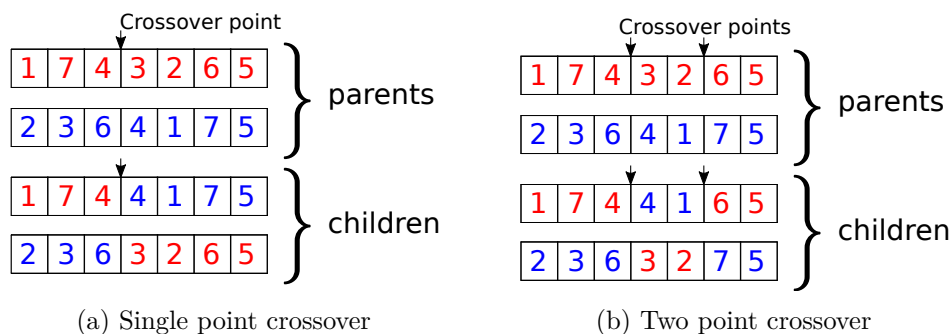 Crossover point
1 7 4 3 2 6 5
parents
2 3 6 4 1 7 5
1 7 4 4 1 7 5
children
2 3 6 3 2 6 5
(a) Single point crossover
Crossover points
1 7 4 3 2 6 5
parents
2 3 6 4 1 7 5
1 7 4 4 1 6 5
children
2 3 6 3 2 7 5
(b) Two point crossover